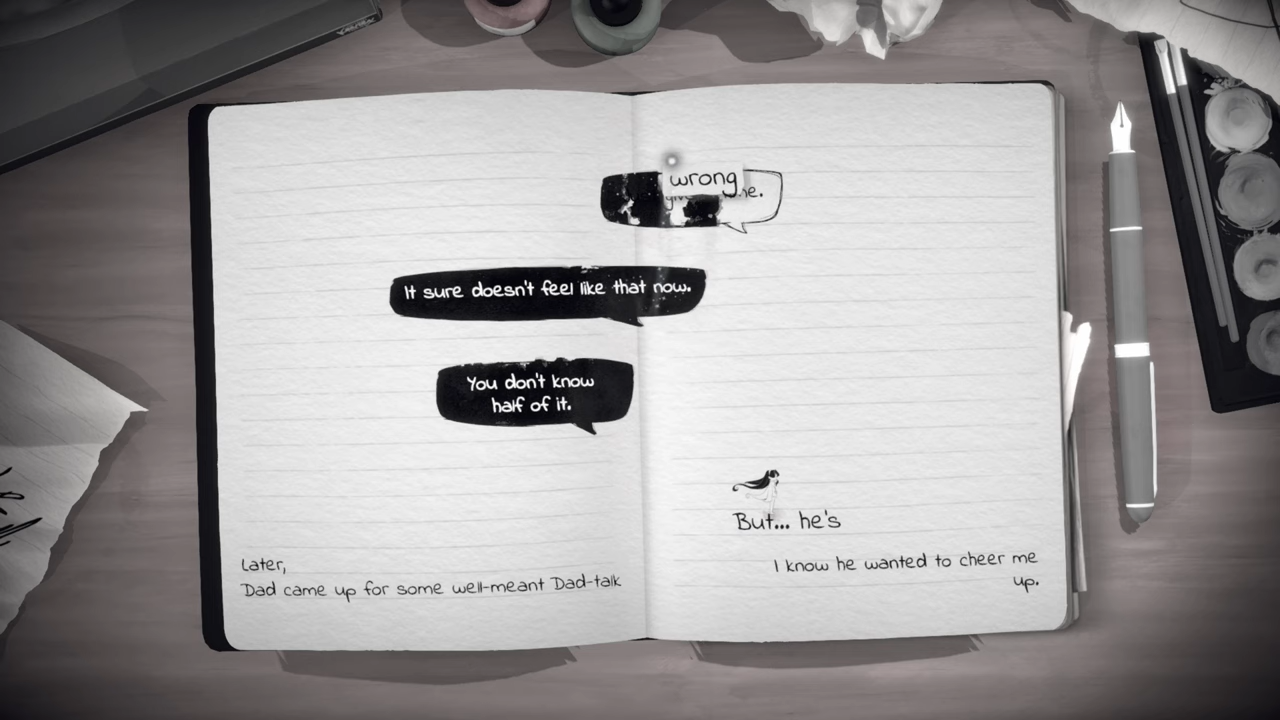 wrong
It sure doesn't feel like that now.
You don't know
half of it.
But... he's
Later,
Dad came up for some well-meant Dad-talk
I know he wanted to cheer me
up.